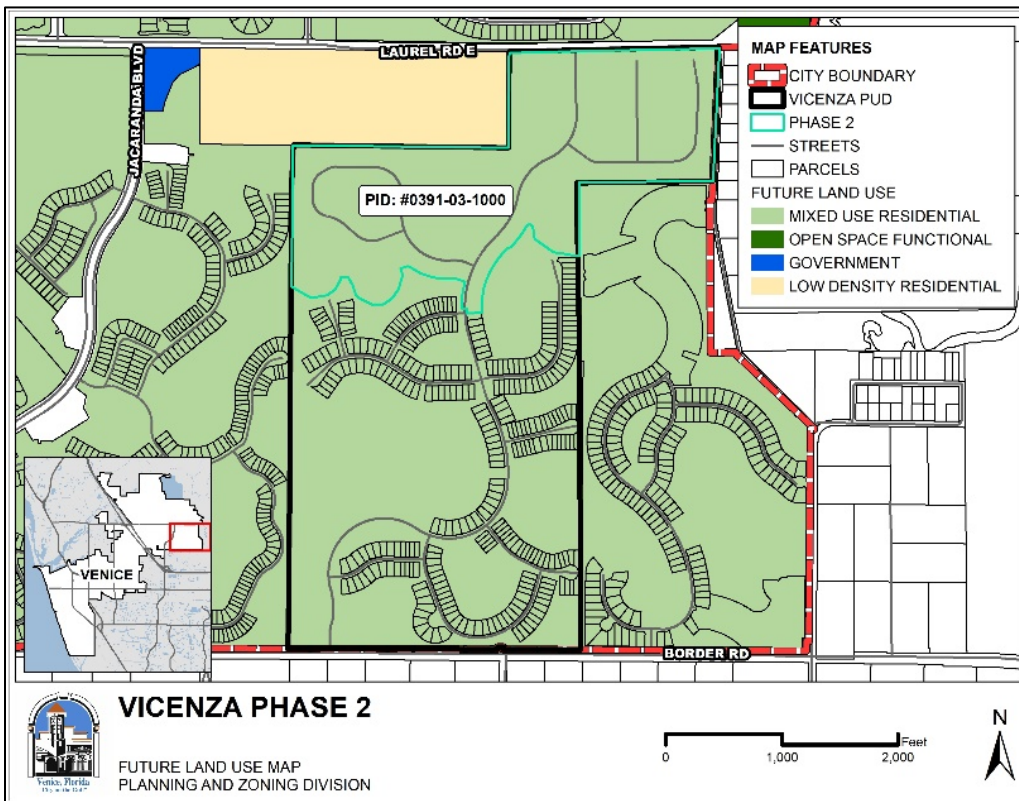 LAUREL RD E
JACARANDA BLVD
PID: #0391-03-1000
MAP FEATURES
CITY BOUNDARY
VICENZA PUD
PHASE 2
STREETS
PARCELS
FUTURE LAND USE
MIXED USE RESIDENTIAL
OPEN SPACE FUNCTIONAL
GOVERNMENT
LOW DENSITY RESIDENTIAL
VENICE
BORDER RD
VICENZA PHASE 2
FUTURE LAND USE MAP
PLANNING AND ZONING DIVISION
Venice, Florida
0 1,000 2,000 Feet
N